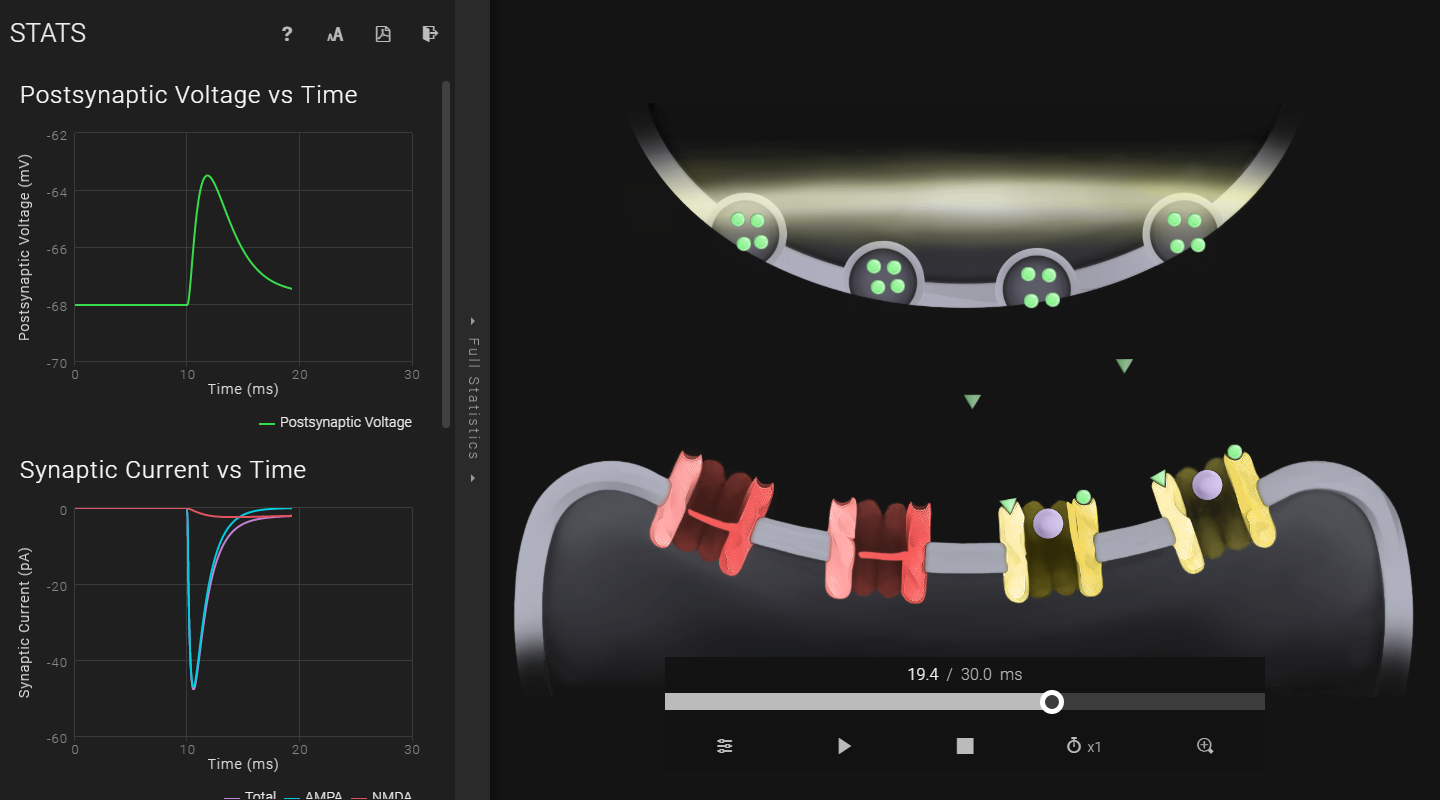 STATS
?
AA
Postsynaptic Voltage vs Time
Postsynaptic Voltage (mV)
-62
-64
-66
-68
-70
0 10 20 30
Time (ms)
Postsynaptic Voltage
Synaptic Current vs Time
Synaptic Current (pA)
0
-20
-40
-60
0 10 20 30
Time (ms)
Total AMPA NMDA
Full Statistics
19.4 / 30.0 ms
x1